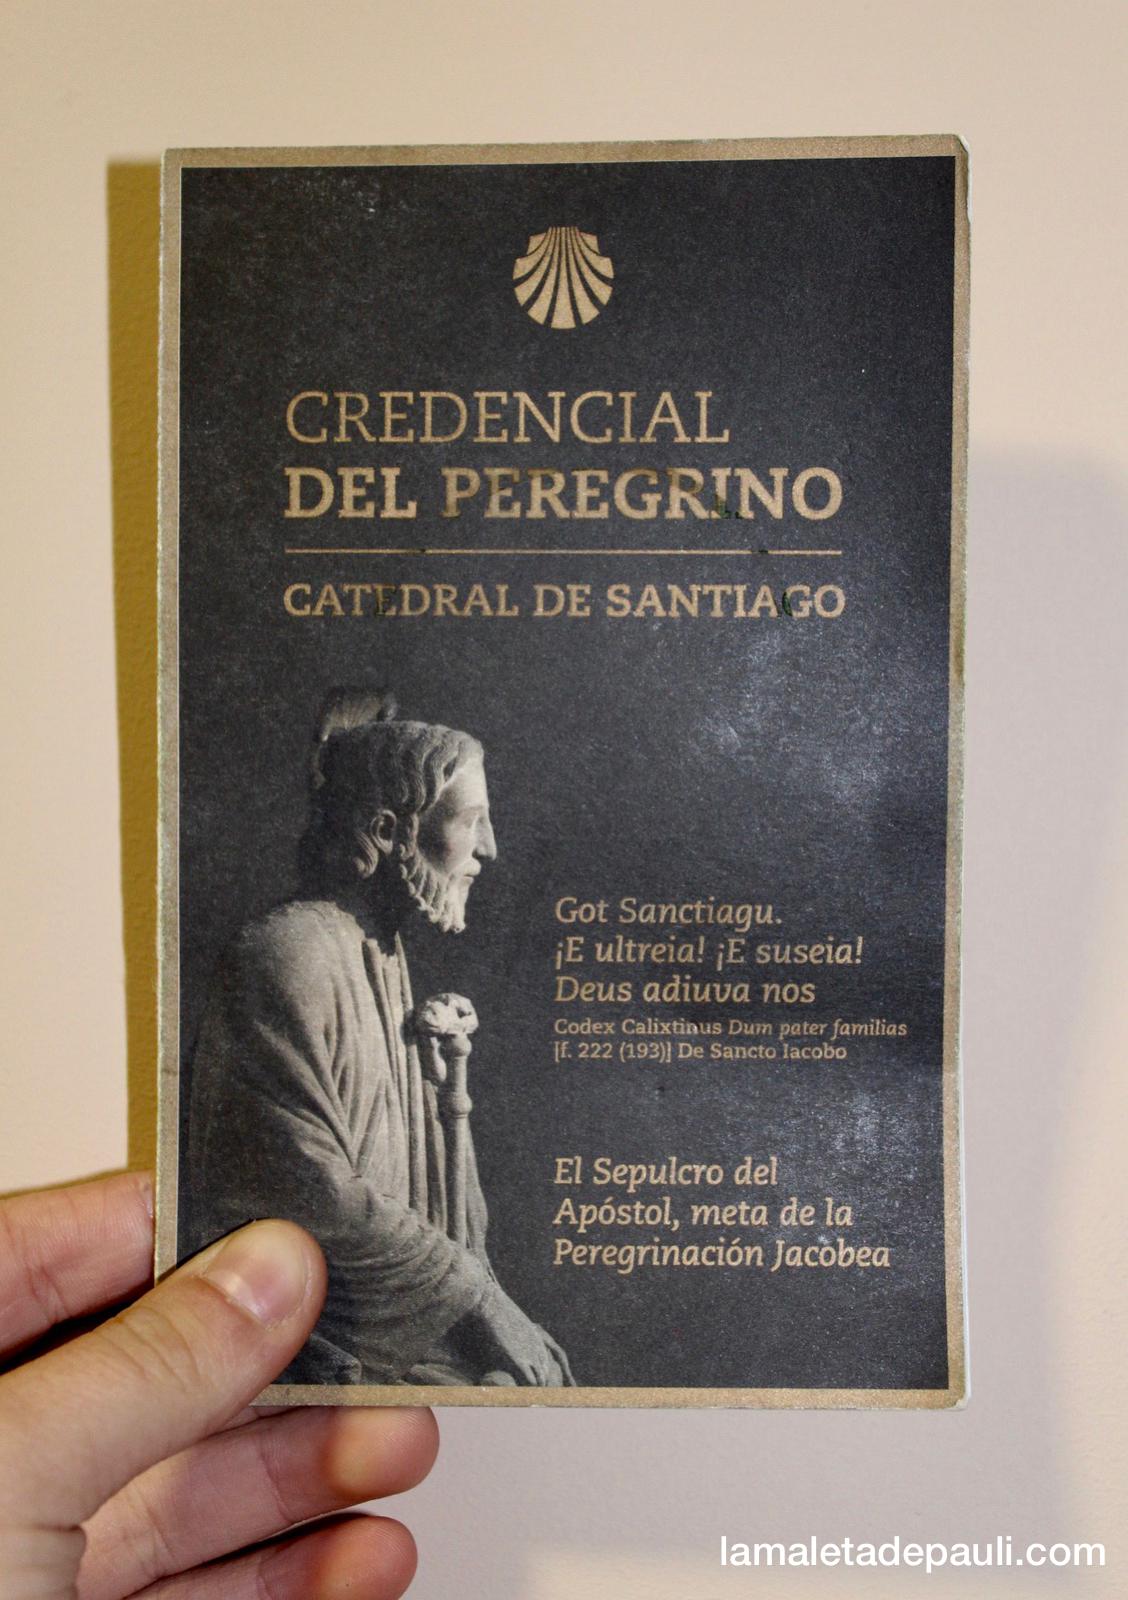 CREDENCIAL
DEL PEREGRINO
CATEDRAL DE SANTIAGO
Got Sanctiagu.
¡E ultreia! ¡E suseia!
Deus adiuva nos
Codex Calixtinus Dum pater familias
[f. 222 (193)] De Sancto Iacobo
El Sepulcro del
Apóstol, meta de la
Peregrinación Jacobea
lamaletadepauli.com